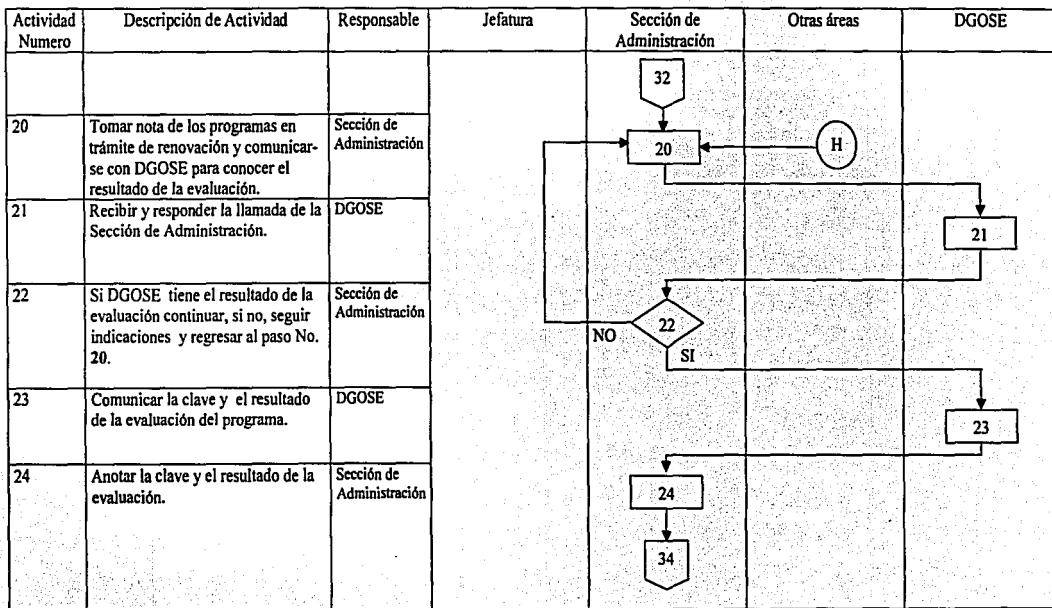 Actividad Numero
Descripción de Actividad
Responsable
Jefatura
Sección de Administración
Otras áreas
DGOSE
32
20
Tomar nota de los programas en
trámite de renovación y comunicar-
se con DGOSE para conocer el
resultado de la evaluación.
Sección de
Administración
20
H
21
Recibir y responder la llamada de la
Sección de Administración.
DGOSE
21
22
Si DGOSE tiene el resultado de la
evaluación continuar, si no, seguir
indicaciones y regresar al paso No.
20.
Sección de
Administración
22
NO
SI
23
Comunicar la clave y el resultado
de la evaluación del programa.
DGOSE
23
24
Anotar la clave y el resultado de la
evaluación.
Sección de
Administración
24
34